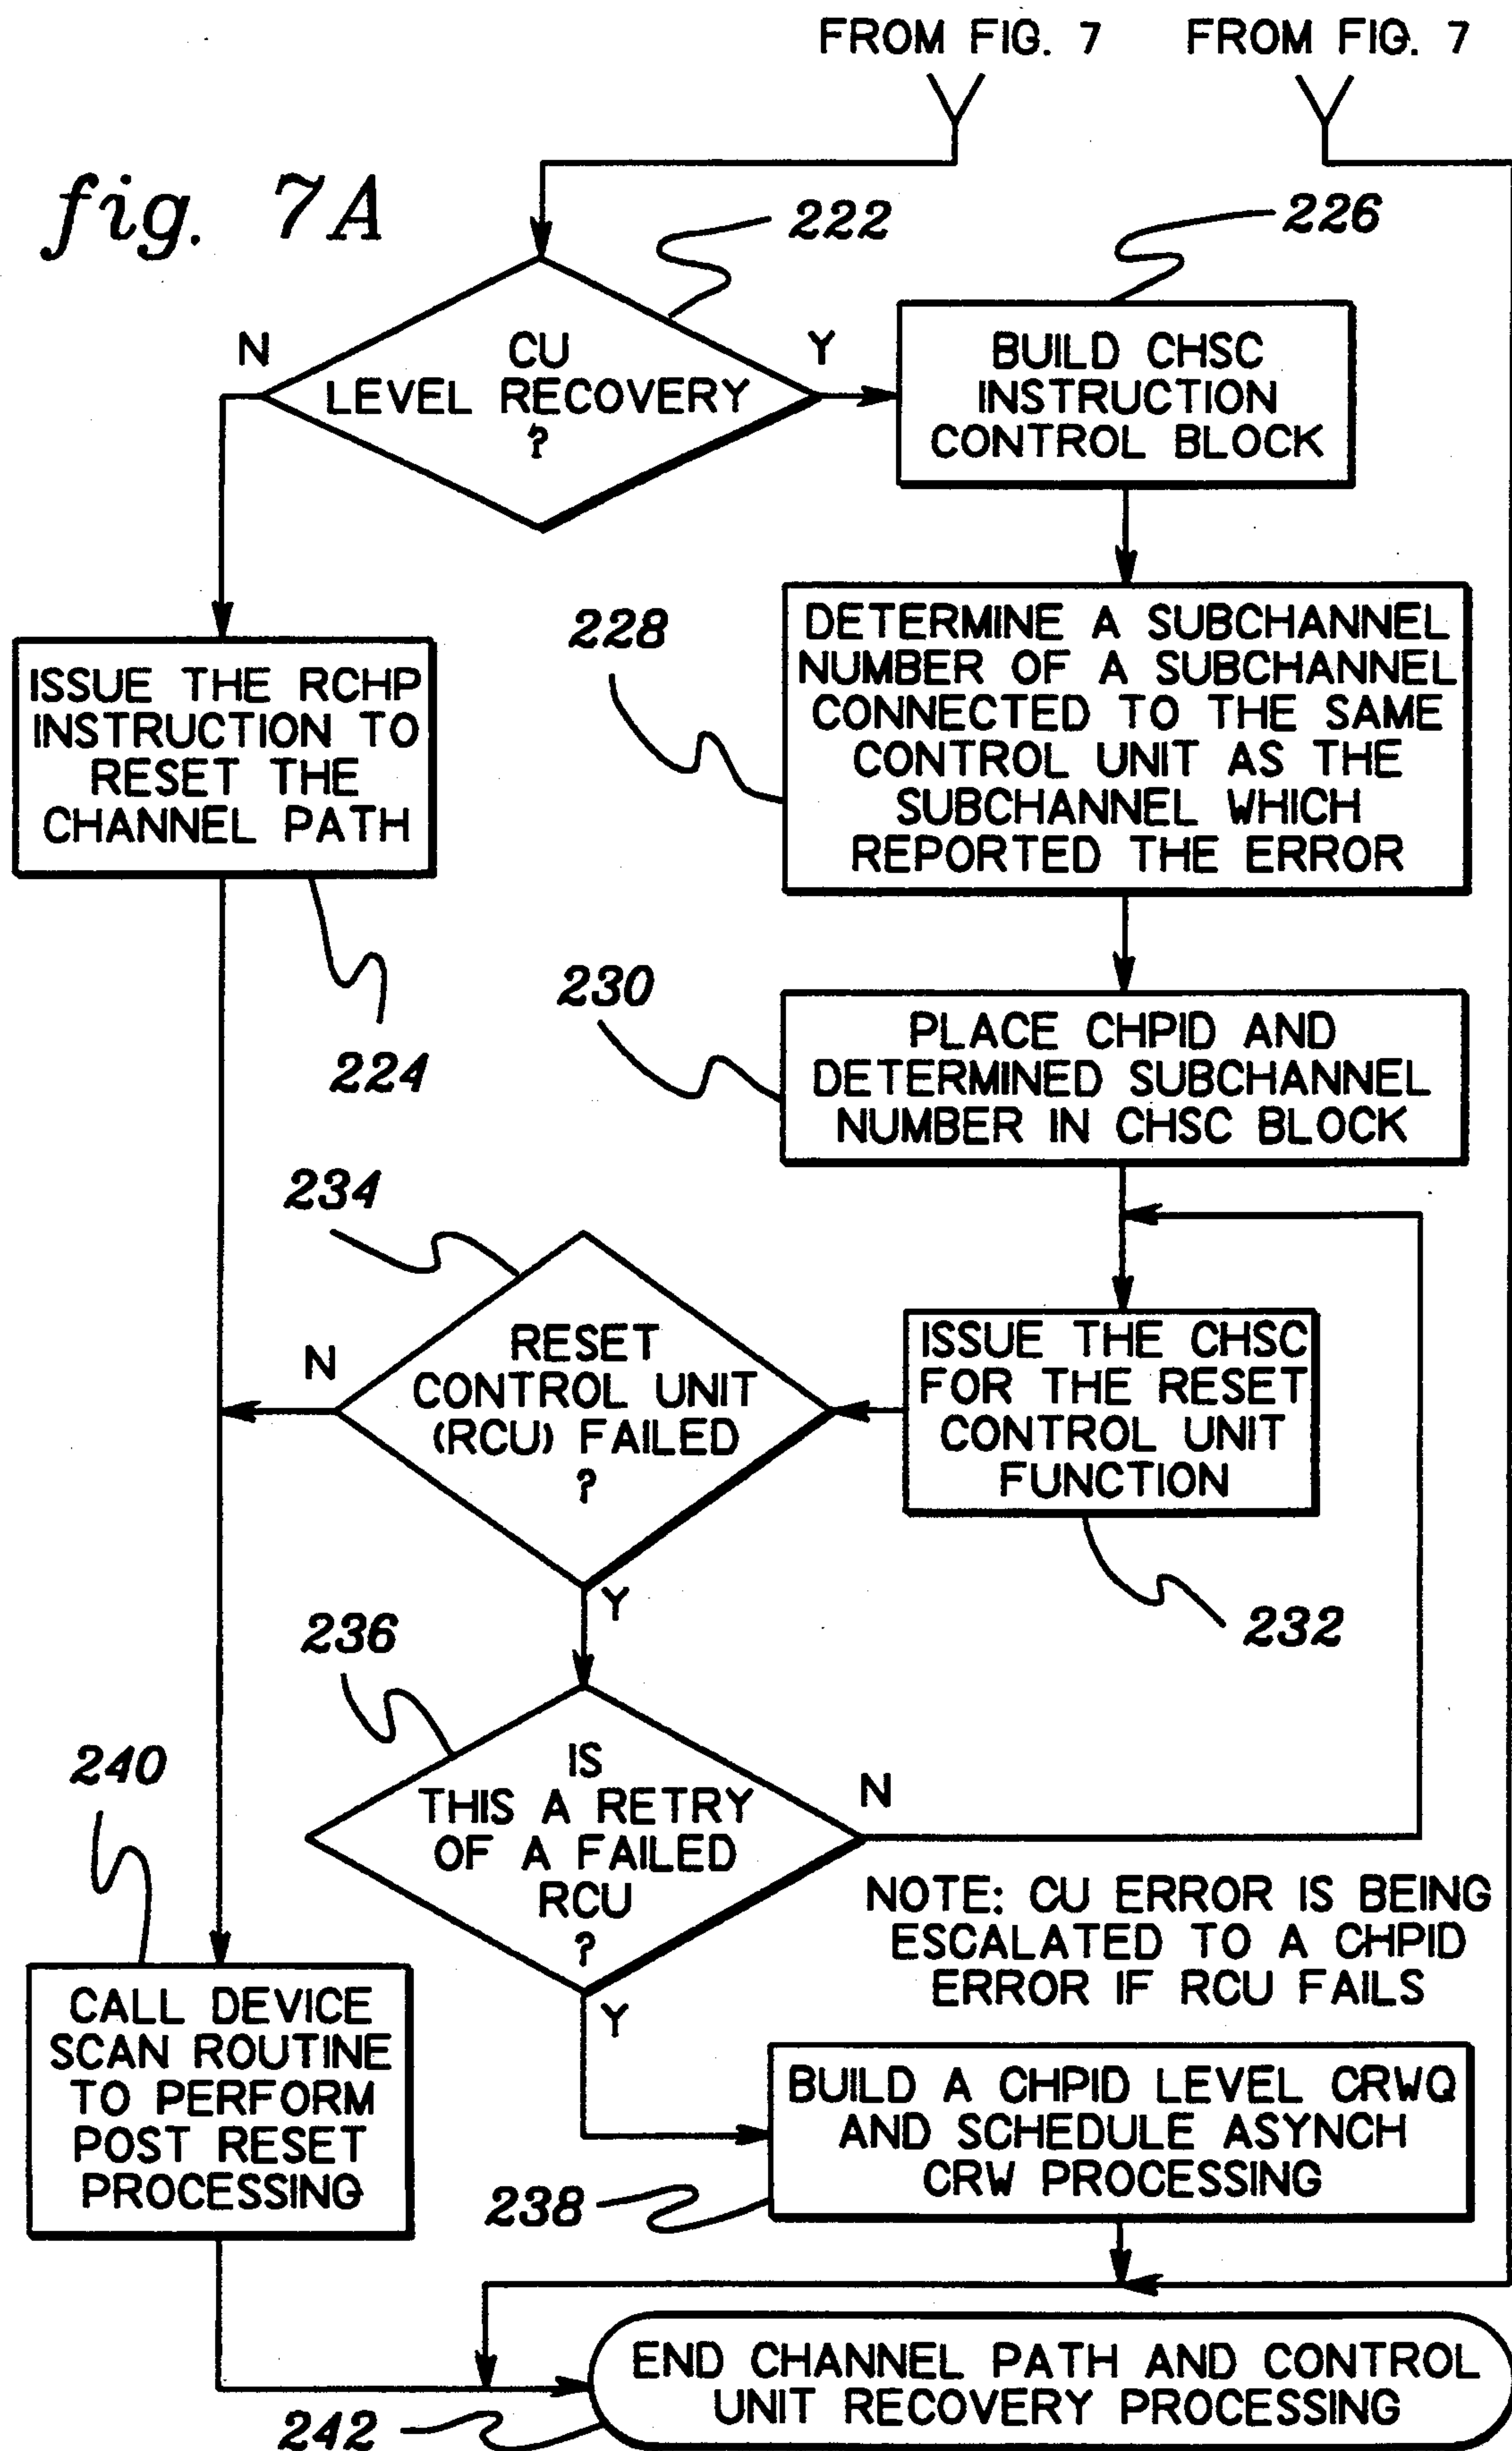 FROM FIG. 7
FROM FIG. 7
fig. 7A
222
226
N
CU
LEVEL RECOVERY
?
Y
BUILD CHSC
INSTRUCTION
CONTROL BLOCK
228
DETERMINE A SUBCHANNEL
NUMBER OF A SUBCHANNEL
CONNECTED TO THE SAME
CONTROL UNIT AS THE
SUBCHANNEL WHICH
REPORTED THE ERROR
ISSUE THE RCHP
INSTRUCTION TO
RESET THE
CHANNEL PATH
224
230
PLACE CHPID AND
DETERMINED SUBCHANNEL
NUMBER IN CHSC BLOCK
234
N
RESET
CONTROL UNIT
(RCU) FAILED
?
Y
ISSUE THE CHSC
FOR THE RESET
CONTROL UNIT
FUNCTION
232
236
IS
THIS A RETRY
OF A FAILED
RCU
?
N
Y
240
NOTE: CU ERROR IS BEING
ESCALATED TO A CHPID
ERROR IF RCU FAILS
CALL DEVICE
SCAN ROUTINE
TO PERFORM
POST RESET
PROCESSING
BUILD A CHPID LEVEL CRWQ
AND SCHEDULE ASYNCH
CRW PROCESSING
238
END CHANNEL PATH AND CONTROL
UNIT RECOVERY PROCESSING
242